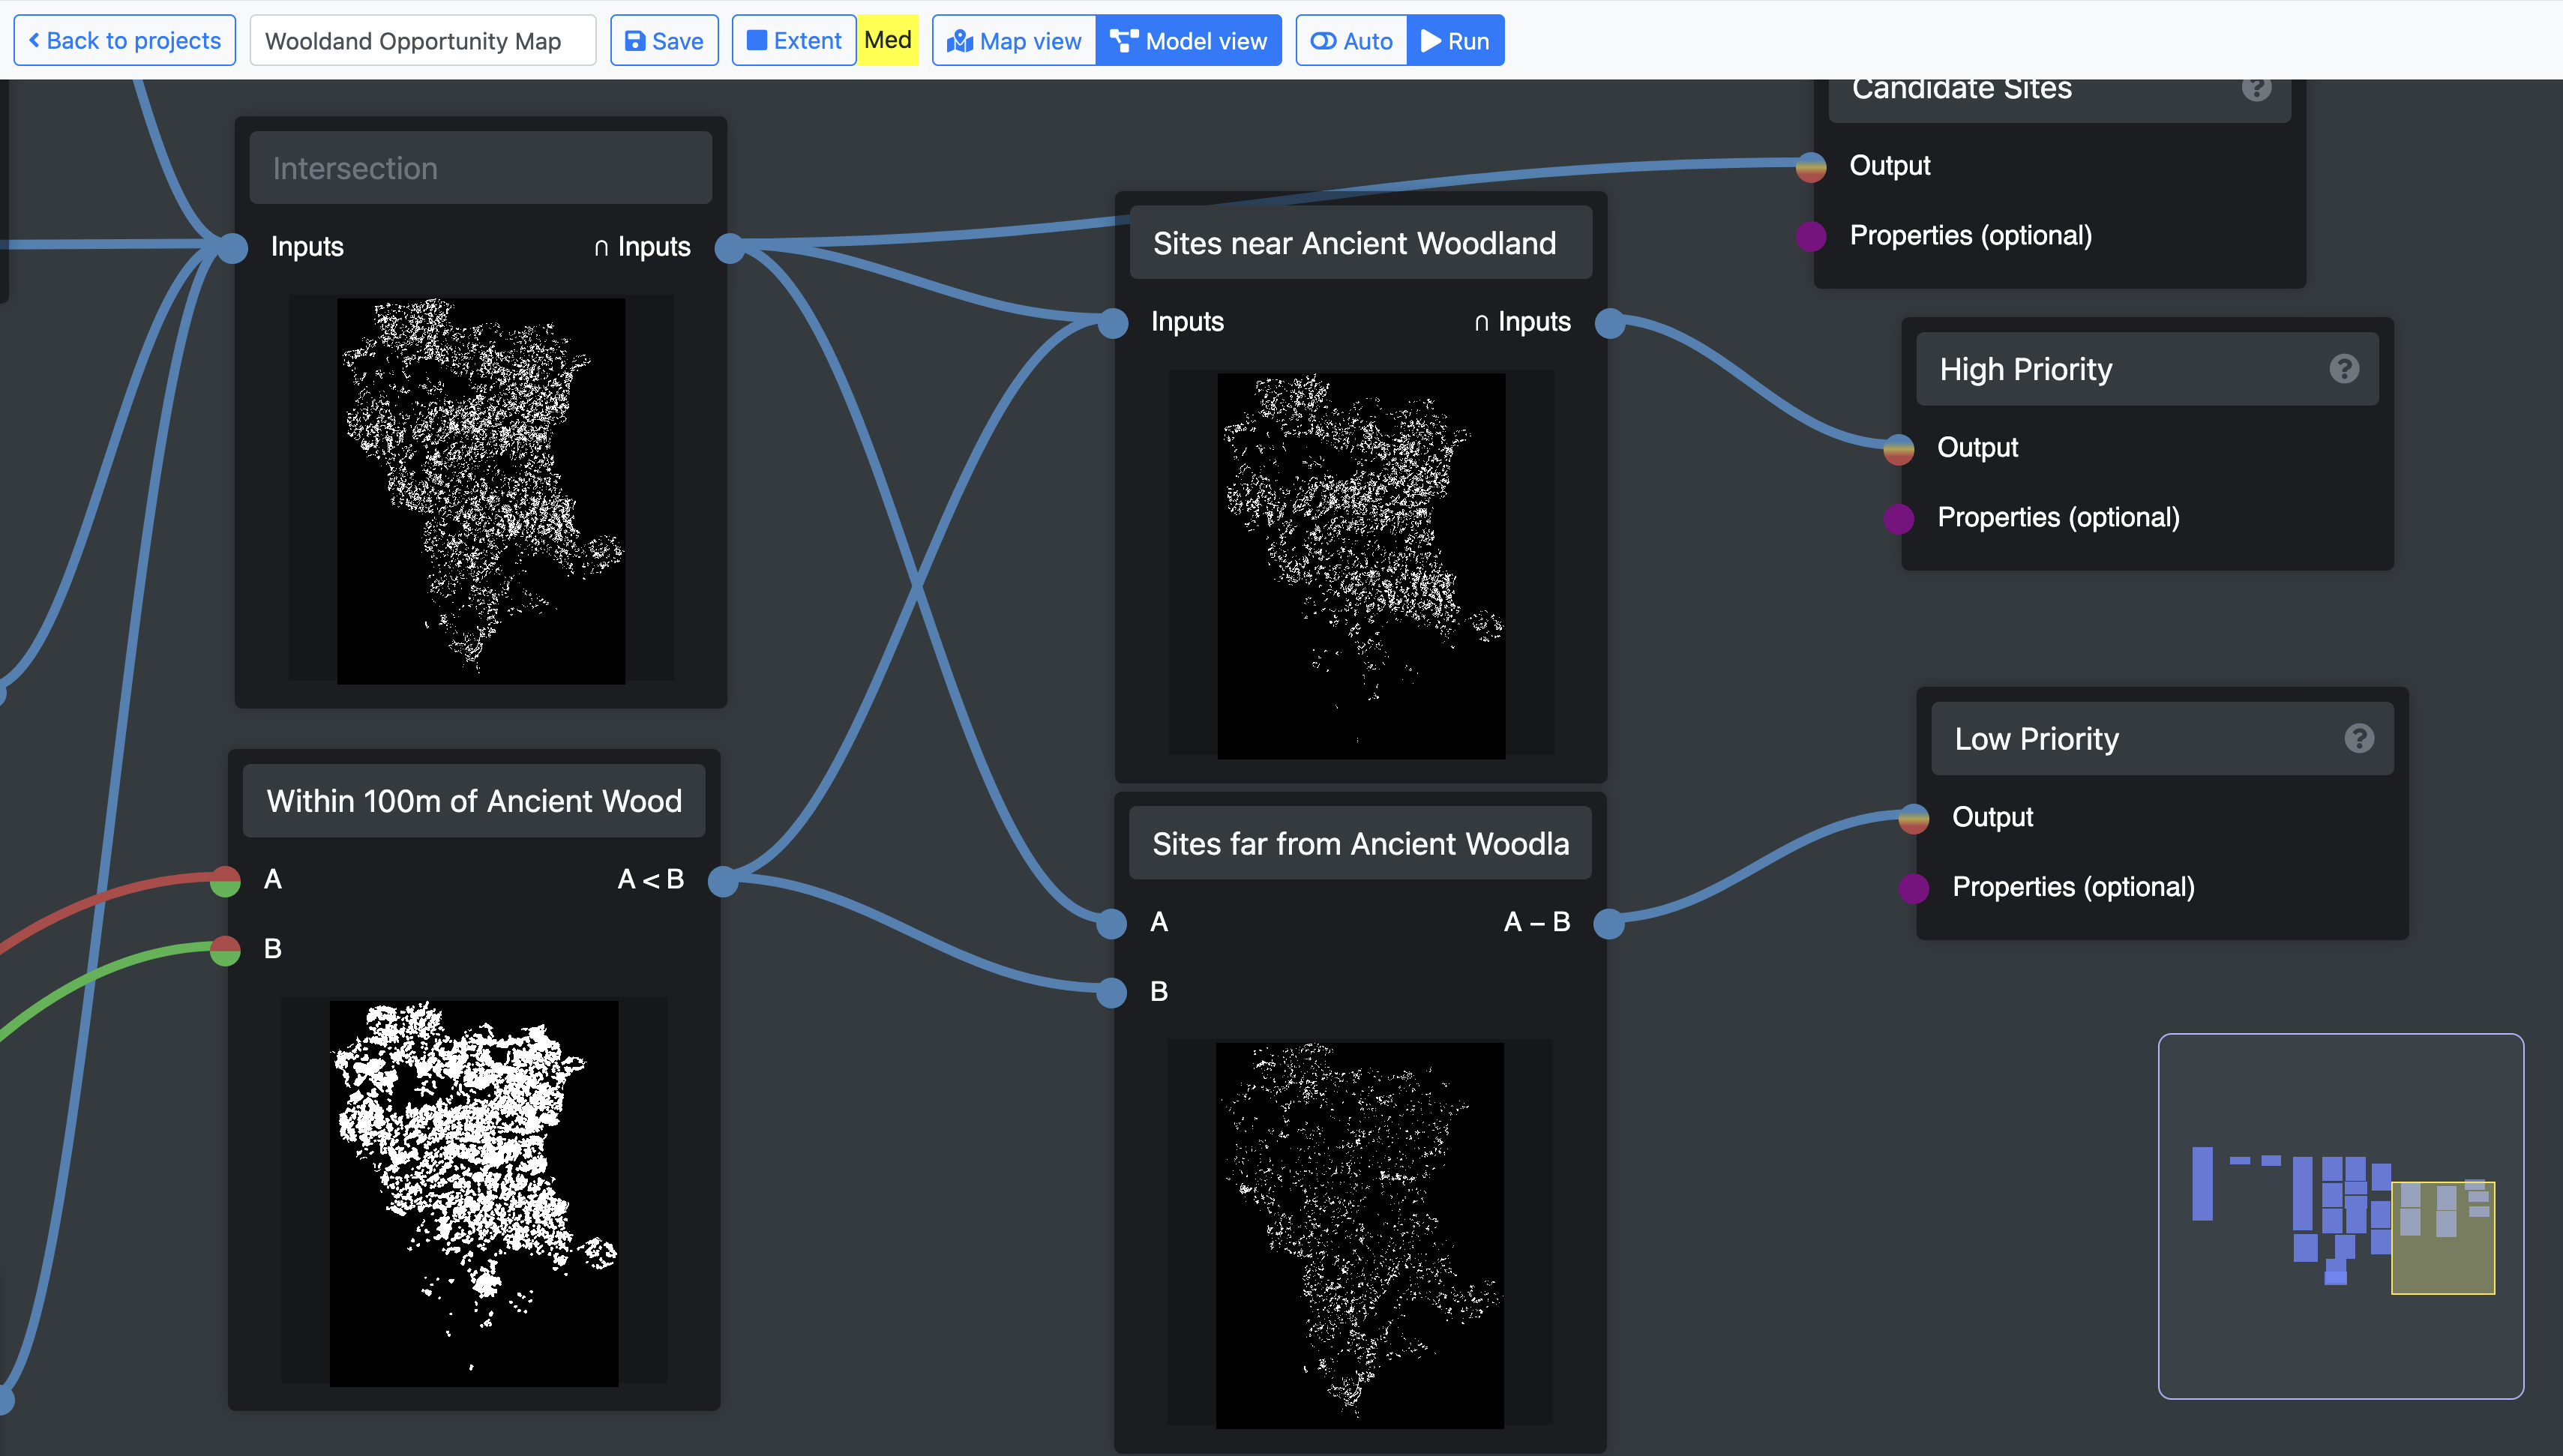 Back to projects
Wooldand Opportunity Map
Save
Extent
Med
Map view
Model view
Auto
Run
Intersection
Inputs
∩ Inputs
Within 100m of Ancient Wood
A
A < B
B
Sites near Ancient Woodland
Inputs
∩ Inputs
Sites far from Ancient Woodla
A
A – B
B
Candidate Sites
?
Output
Properties (optional)
High Priority
?
Output
Properties (optional)
Low Priority
?
Output
Properties (optional)